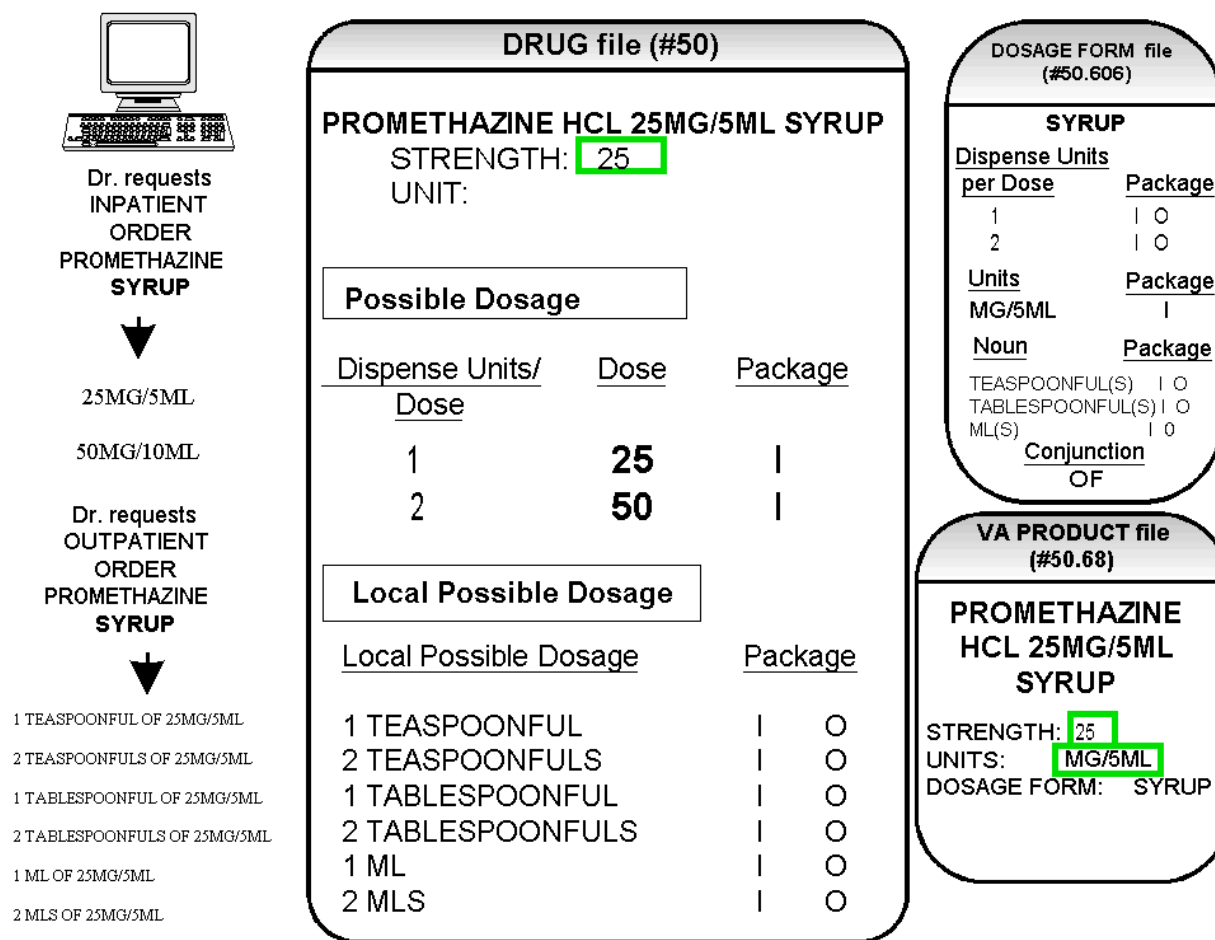 Dr. requests
INPATIENT
ORDER
PROMETHAZINE
SYRUP
25MG/5ML
50MG/10ML
Dr. requests
OUTPATIENT
ORDER
PROMETHAZINE
SYRUP
1 TEASPOONFUL OF 25MG/5ML
2 TEASPOONFULS OF 25MG/5ML
1 TABLESPOONFUL OF 25MG/5ML
2 TABLESPOONFULS OF 25MG/5ML
1 ML OF 25MG/5ML
2 MLS OF 25MG/5ML
DRUG file (#50)
PROMETHAZINE HCL 25MG/5ML SYRUP
STRENGTH: 25
UNIT:
Possible Dosage
Dispense Units/ Dose Package
Dose
1 25 I
2 50 I
Local Possible Dosage
Local Possible Dosage Package
1 TEASPOONFUL I O
2 TEASPOONFULS I O
1 TABLESPOONFUL I O
2 TABLESPOONFULS I O
1 ML I O
2 MLS I O
DOSAGE FORM file
(#50.606)
SYRUP
Dispense Units
per Dose Package
1 I O
2 I O
Units Package
MG/5ML I
Noun Package
TEASPOONFUL(S) I O
TABLESPOONFUL(S) I O
ML(S) I 0
Conjunction
OF
VA PRODUCT file
(#50.68)
PROMETHAZINE
HCL 25MG/5ML
SYRUP
STRENGTH: 25
UNITS: MG/5ML
DOSAGE FORM: SYRUP